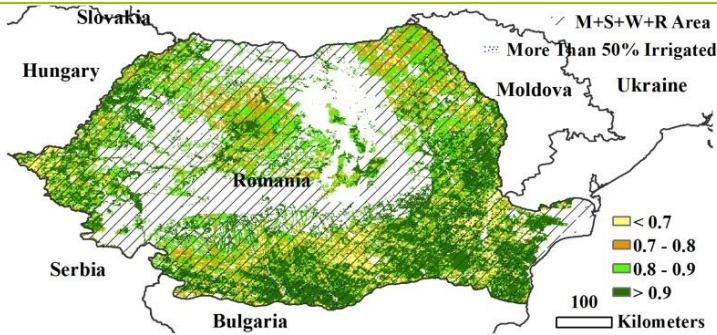 Slovakia
M+S+W+R Area
More Than 50% Irrigated
Hungary
Moldova
Ukraine
Romania
< 0.7
0.7 - 0.8
0.8 - 0.9
> 0.9
Serbia
100
Kilometers
Bulgaria